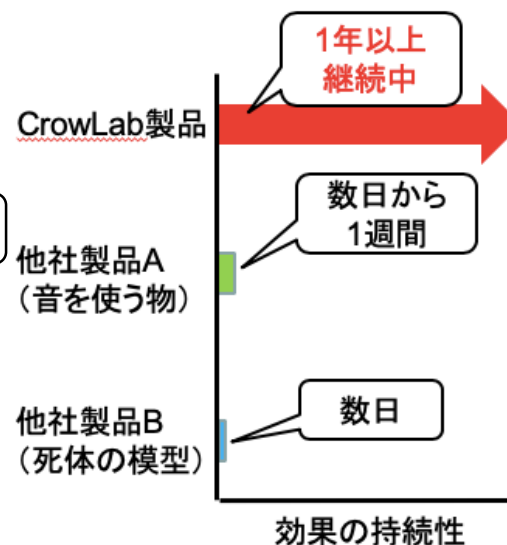 1年以上
継続中
CrowLab製品
数日から
1週間
他社製品A
（音を使う物）
数日
他社製品B
（死体の模型）
効果の持続性